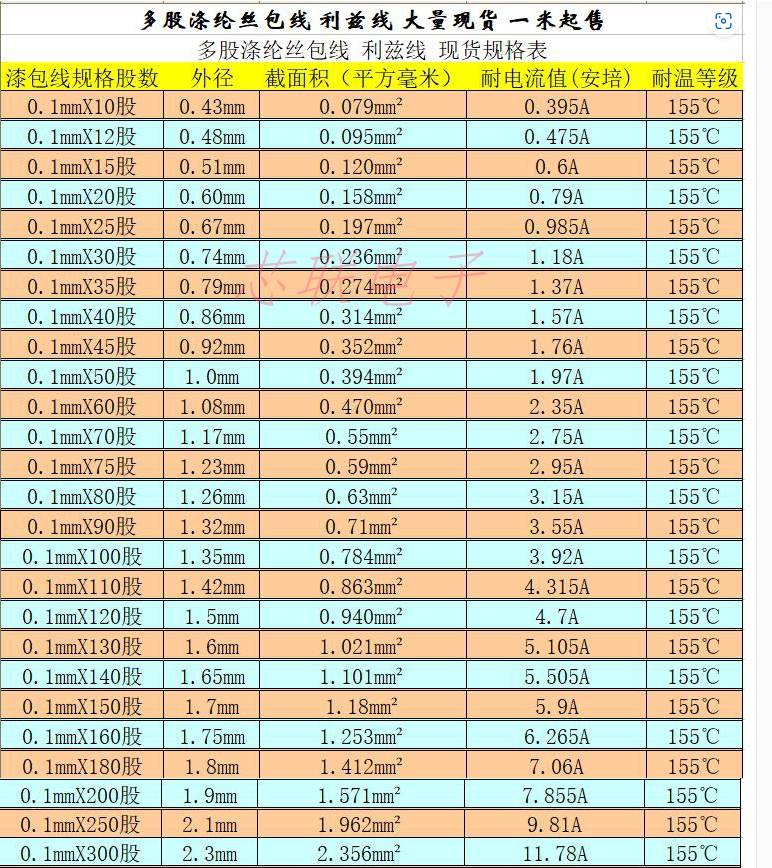 多股涤纶丝包线 利兹线 大量现货 一米起售
多股涤纶丝包线 利兹线 现货规格表
漆包线规格股数 外径 截面积（平方毫米） 耐电流值(安培) 耐温等级
0.1mmX10股 0.43mm 0.079mm² 0.395A 155℃
0.1mmX12股 0.48mm 0.095mm² 0.475A 155℃
0.1mmX15股 0.51mm 0.120mm² 0.6A 155℃
0.1mmX20股 0.60mm 0.158mm² 0.79A 155℃
0.1mmX25股 0.67mm 0.197mm² 0.985A 155℃
0.1mmX30股 0.74mm 0.236mm² 1.18A 155℃
芯联电子
0.1mmX35股 0.79mm 0.274mm² 1.37A 155℃
0.1mmX40股 0.86mm 0.314mm² 1.57A 155℃
0.1mmX45股 0.92mm 0.352mm² 1.76A 155℃
0.1mmX50股 1.0mm 0.394mm² 1.97A 155℃
0.1mmX60股 1.08mm 0.470mm² 2.35A 155℃
0.1mmX70股 1.17mm 0.55mm² 2.75A 155℃
0.1mmX75股 1.23mm 0.59mm² 2.95A 155℃
0.1mmX80股 1.26mm 0.63mm² 3.15A 155℃
0.1mmX90股 1.32mm 0.71mm² 3.55A 155℃
0.1mmX100股 1.35mm 0.784mm² 3.92A 155℃
0.1mmX110股 1.42mm 0.863mm² 4.315A 155℃
0.1mmX120股 1.5mm 0.940mm² 4.7A 155℃
0.1mmX130股 1.6mm 1.021mm² 5.105A 155℃
0.1mmX140股 1.65mm 1.101mm² 5.505A 155℃
0.1mmX150股 1.7mm 1.18mm² 5.9A 155℃
0.1mmX160股 1.75mm 1.253mm² 6.265A 155℃
0.1mmX180股 1.8mm 1.412mm² 7.06A 155℃
0.1mmX200股 1.9mm 1.571mm² 7.855A 155℃
0.1mmX250股 2.1mm 1.962mm² 9.81A 155℃
0.1mmX300股 2.3mm 2.356mm² 11.78A 155℃